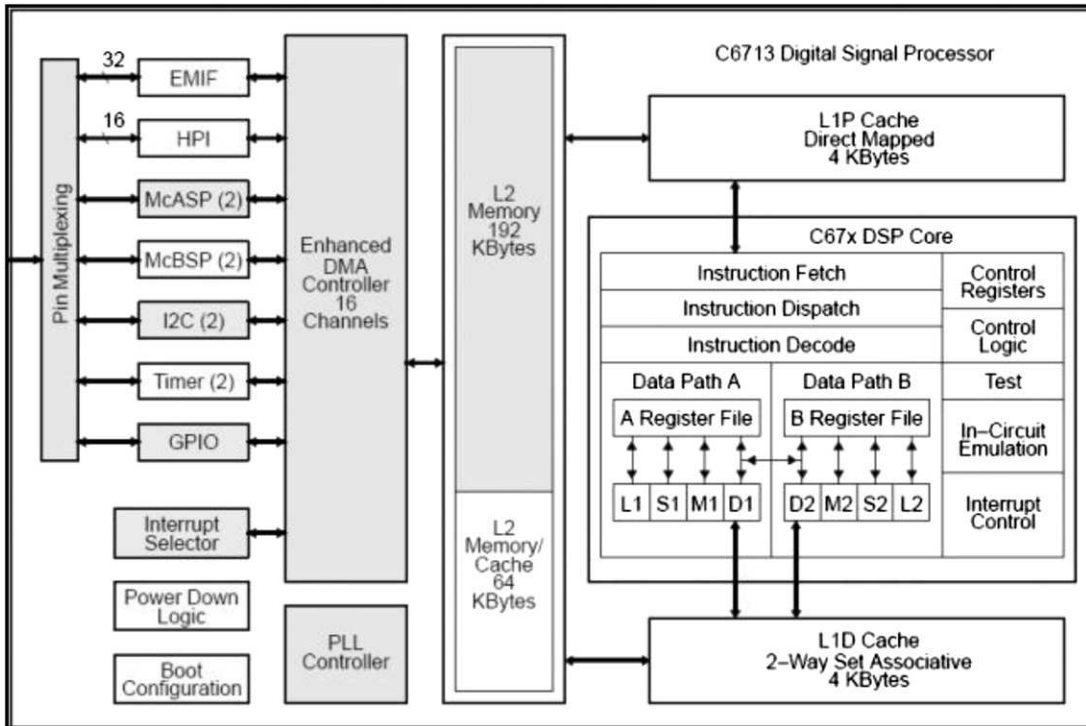 C6713 Digital Signal Processor
32
EMIF
16
HPI
McASP (2)
McBSP (2)
I2C (2)
Timer (2)
GPIO
Pin Multiplexing
Interrupt
Selector
Power Down
Logic
Boot
Configuration
Enhanced
DMA
Controller
16
Channels
PLL
Controller
L2
Memory
192
KBytes
L2
Memory/
Cache
64
KBytes
L1P Cache
Direct Mapped
4 KBytes
C67x DSP Core
Instruction Fetch
Instruction Dispatch
Instruction Decode
Control
Registers
Control
Logic
Test
In–Circuit
Emulation
Interrupt
Control
Data Path A
A Register File
L1 S1 M1 D1
Data Path B
B Register File
D2 M2 S2 L2
L1D Cache
2–Way Set Associative
4 KBytes